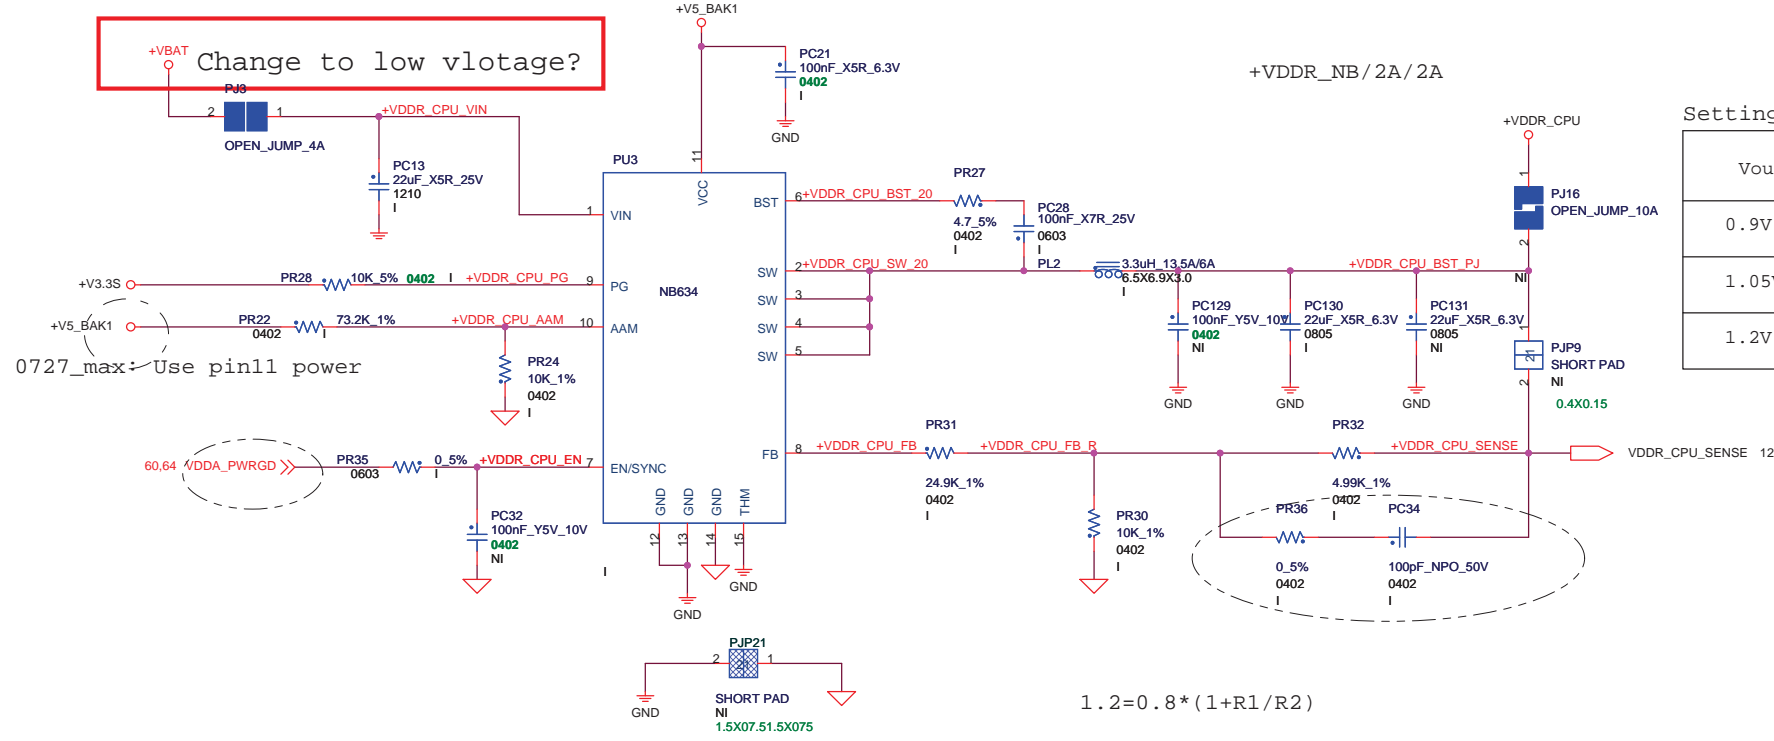 +V5_BAK1
+VBAT
Change to low vlotage?
PJ3
2
1
OPEN_JUMP_4A
+VDDR_CPU_VIN
PC13
22uF_X5R_25V
1210
I
PC21
100nF_X5R_6.3V
0402
I
GND
+VDDR_NB/2A/2A
Setting
Vou
0.9V
1.05V
1.2V
+VDDR_CPU
1
PJ16
OPEN_JUMP_10A
2
PU3
11
VCC
1
VIN
9
PG
NB634
10
AAM
7
EN/SYNC
BST
6
SW
2
SW
3
SW
4
SW
5
FB
8
GND
GND
GND
THM
12
13
14
15
GND
GND
I
+VDDR_CPU_BST_20
PR27
4.7_5%
0402
I
PC28
100nF_X7R_25V
0603
I
+VDDR_CPU_SW_20
PL2
3.3uH_13.5A/6A
6.5X6.9X3.0
I
+VDDR_CPU_BST_PJ
NI
PC129
100nF_Y5V_10V
0402
NI
GND
PC130
22uF_X5R_6.3V
0805
I
GND
PC131
22uF_X5R_6.3V
0805
NI
GND
1
PJP9
21
SHORT PAD
2
NI
0.4X0.15
+V3.3S
PR28
10K_5%
0402
I
+VDDR_CPU_PG
+V5_BAK1
PR22
0402
73.2K_1%
I
+VDDR_CPU_AAM
0727_max: Use pin11 power
PR24
10K_1%
0402
I
60,64
VDDA_PWRGD
PR35
0603
0_5%
I
+VDDR_CPU_EN
PC32
100nF_Y5V_10V
0402
NI
+VDDR_CPU_FB
PR31
24.9K_1%
0402
I
+VDDR_CPU_FB_R
PR30
10K_1%
0402
I
PR32
4.99K_1%
0402
I
+VDDR_CPU_SENSE
VDDR_CPU_SENSE
12
PR36
0_5%
0402
I
PC34
100pF_NPO_50V
0402
I
PJP21
2
21
1
SHORT PAD
NI
1.5X07.51.5X075
GND
1.2=0.8*(1+R1/R2)